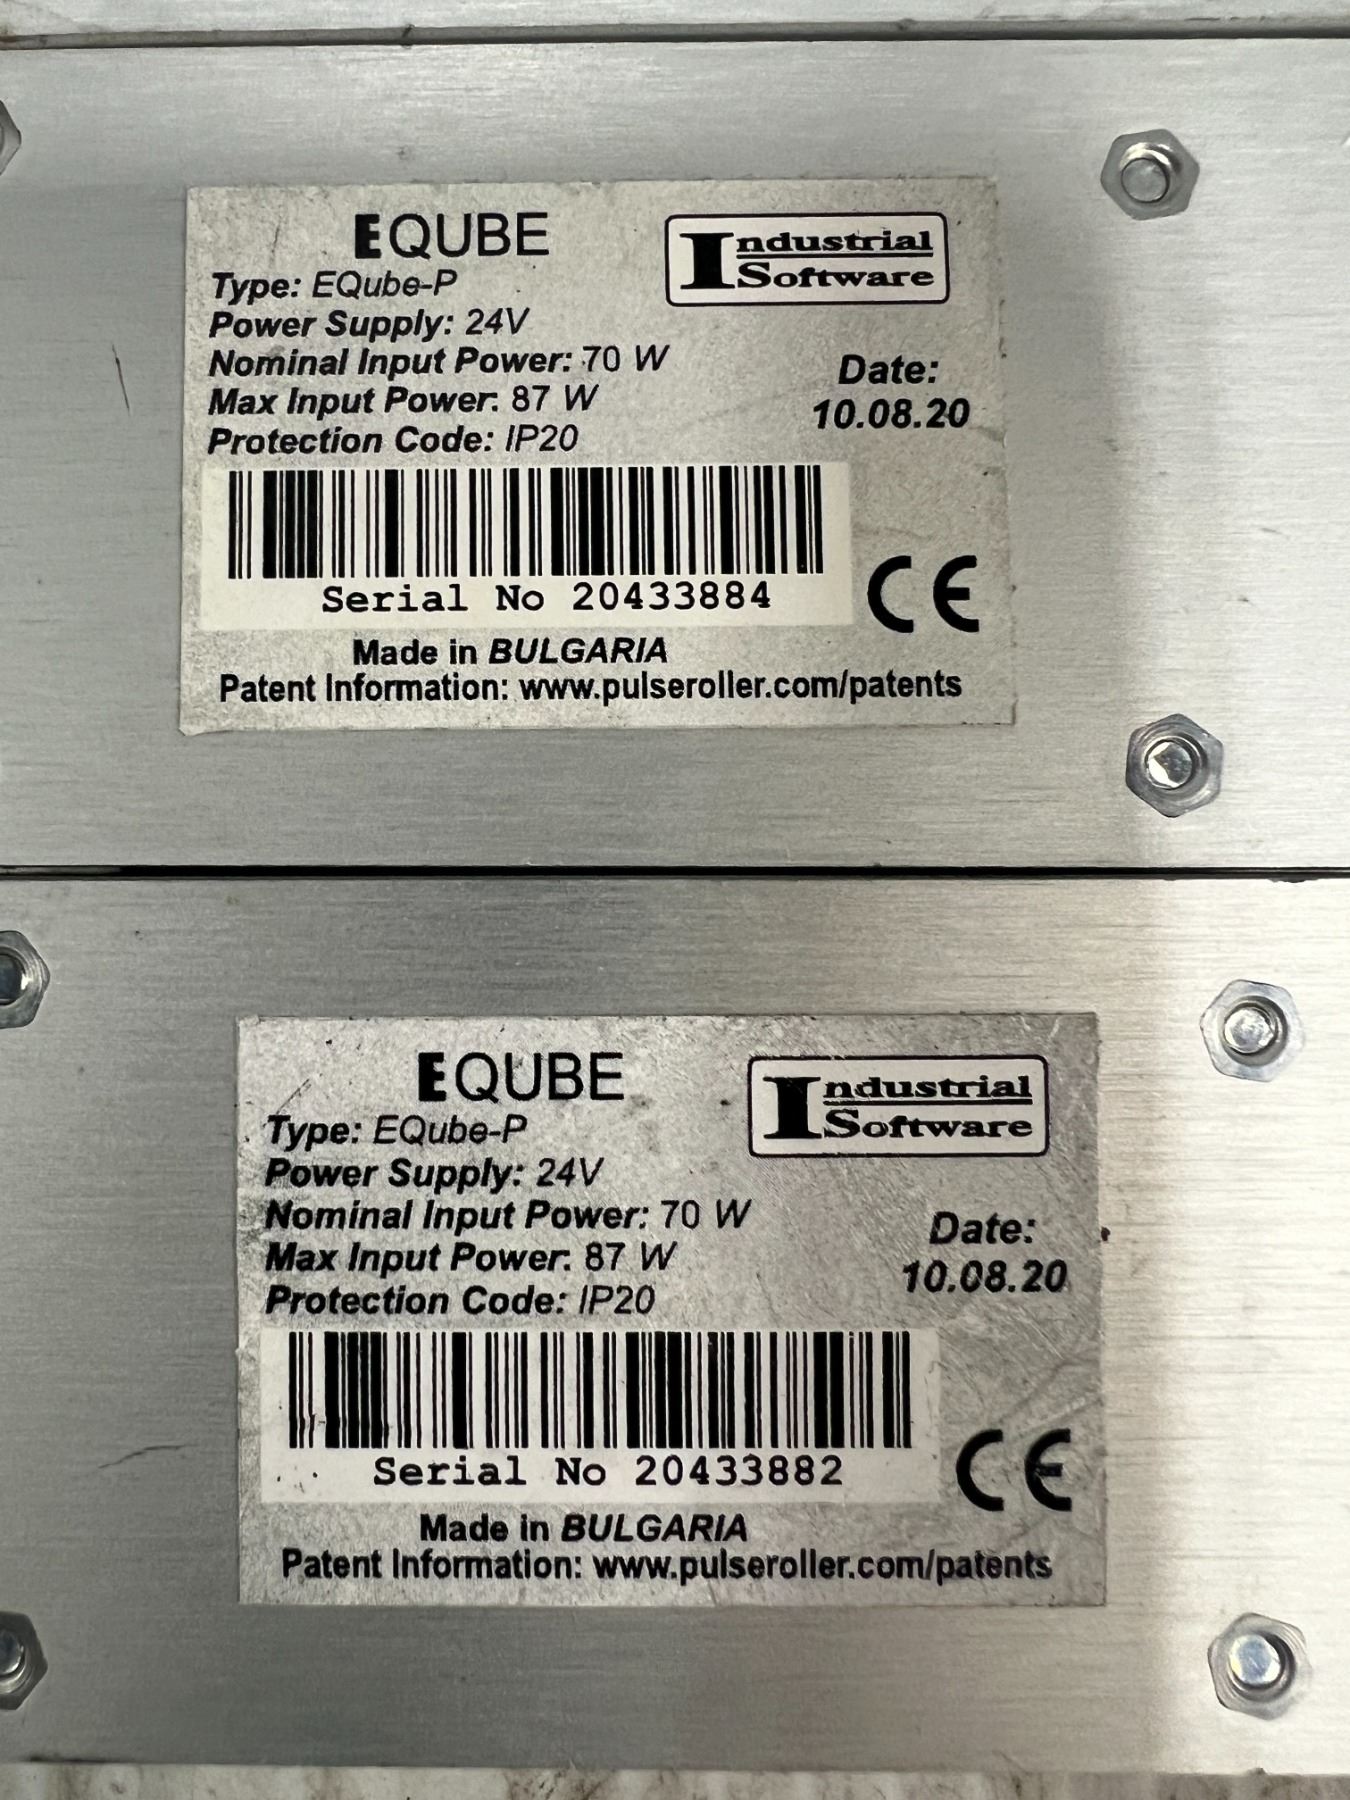 EQUBE
Industrial
Software
Type: EQube-P
Power Supply: 24V
Nominal Input Power: 70 W
Max Input Power: 87 W
Protection Code: IP20
Date:
10.08.20
Serial No 20433884
CE
Made in BULGARIA
Patent Information: www.pulseroller.com/patents
EQUBE
Industrial
Software
Type: EQube-P
Power Supply: 24V
Nominal Input Power: 70 W
Max Input Power: 87 W
Protection Code: IP20
Date:
10.08.20
Serial No 20433882
CE
Made in BULGARIA
Patent Information: www.pulseroller.com/patents